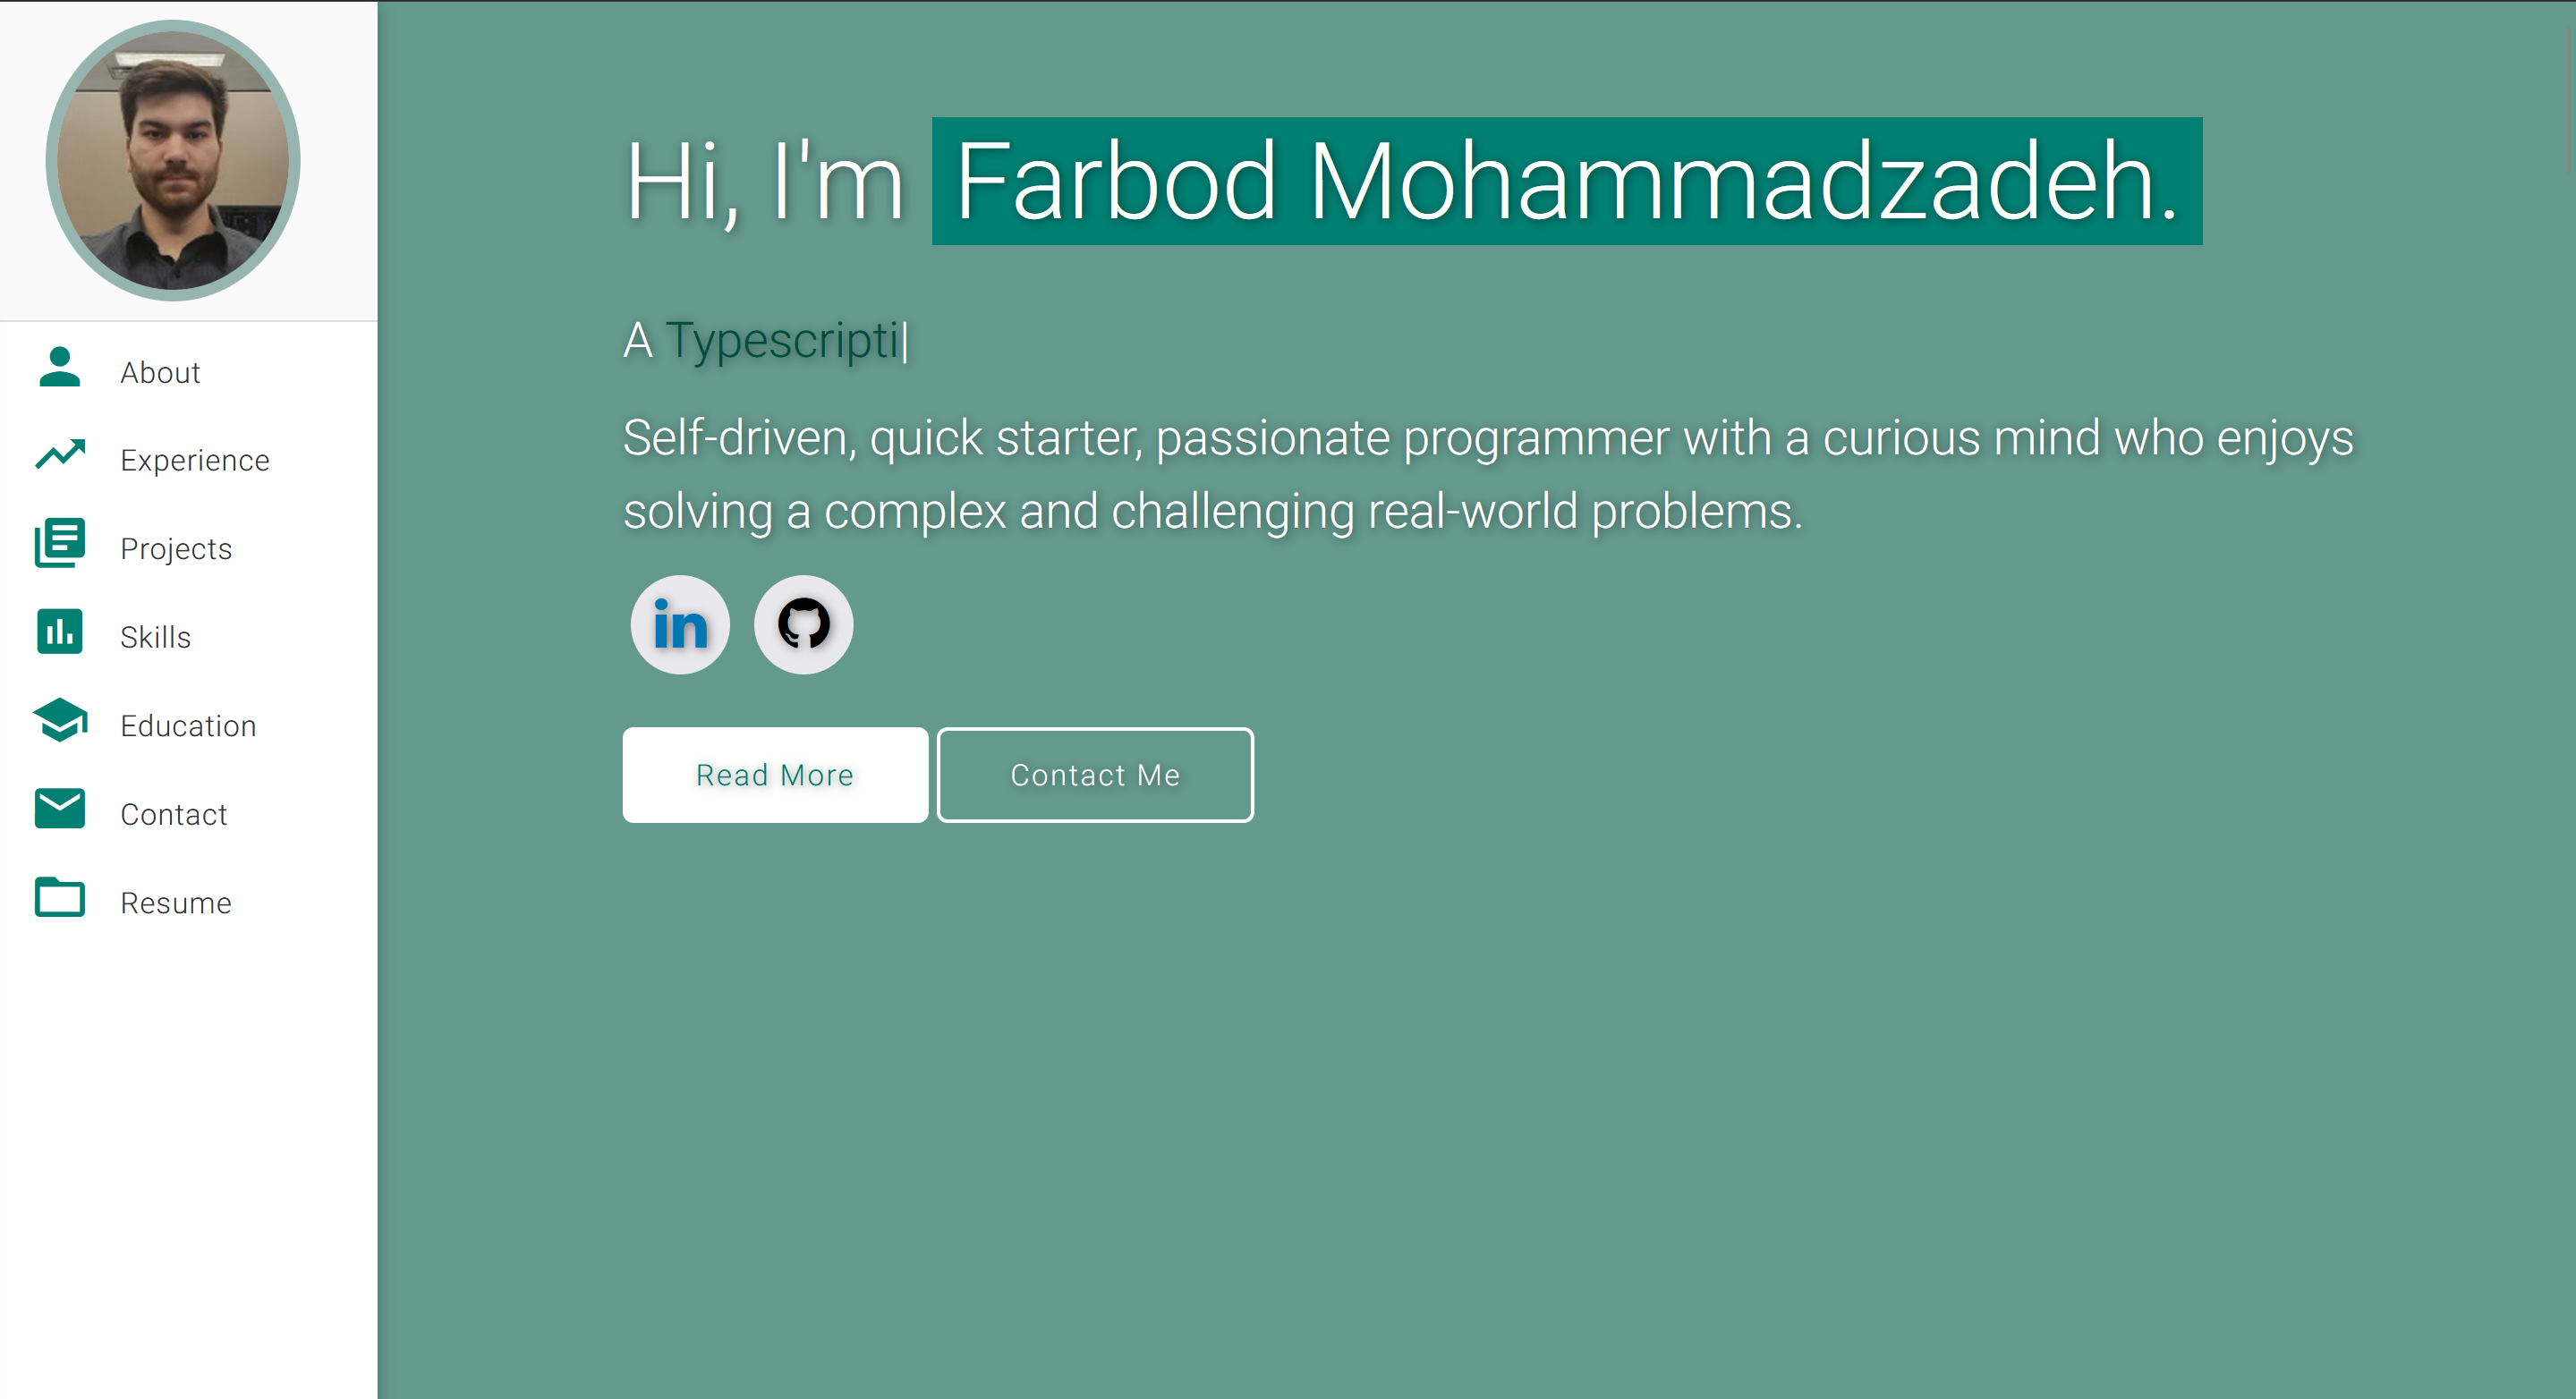 About
Experience
Projects
Skills
Education
Contact
Resume
Hi, I'm Farbod Mohammadzadeh.
A Typescripti|
Self-driven, quick starter, passionate programmer with a curious mind who enjoys
solving a complex and challenging real-world problems.
in
Read More
Contact Me